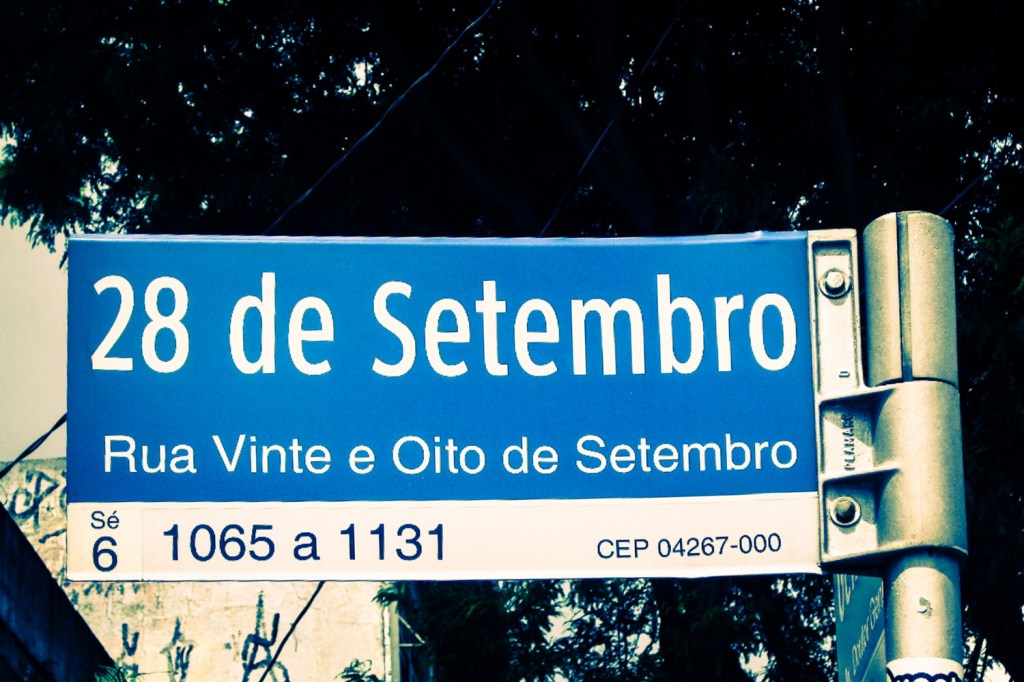 28 de Setembro
Rua Vinte e Oito de Setembro
Sé
6
1065 a 1131
CEP 04267-000